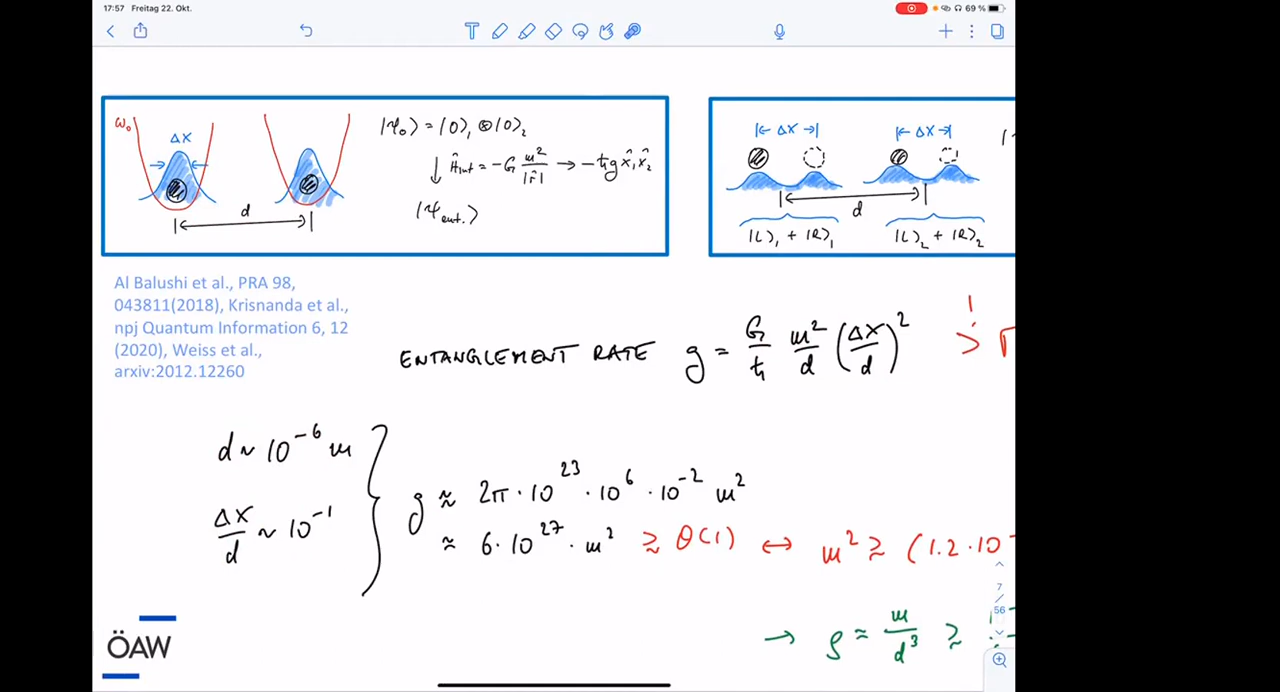 17:57 Freitag 22. Okt.
69 %
ω₀
ΔX
d
|ψ₀⟩ = |0⟩₁ ⊗ |0⟩₂
↓ Ĥint = −G m²/|r̂| → −ħg x̂₁x̂₂
|ψent.⟩
|← ΔX →| |← ΔX →|
d
|L⟩₁ + |R⟩₁ |L⟩₂ + |R⟩₂
Al Balushi et al., PRA 98,
043811(2018), Krisnanda et al.,
npj Quantum Information 6, 12
(2020), Weiss et al.,
arxiv:2012.12260
ENTANGLEMENT RATE g = G/ħ m²/d (ΔX/d)² !>
d ~ 10⁻⁶ m
ΔX/d ~ 10⁻¹
g ≈ 2π · 10²³ · 10⁶ · 10⁻² m²
≈ 6 · 10²⁷ · m² ≳ θ(1) ↔ m² ≳ (1.2 · 10⁻
→ ρ ≈ m/d³ ≳
7
/
56
ÖAW